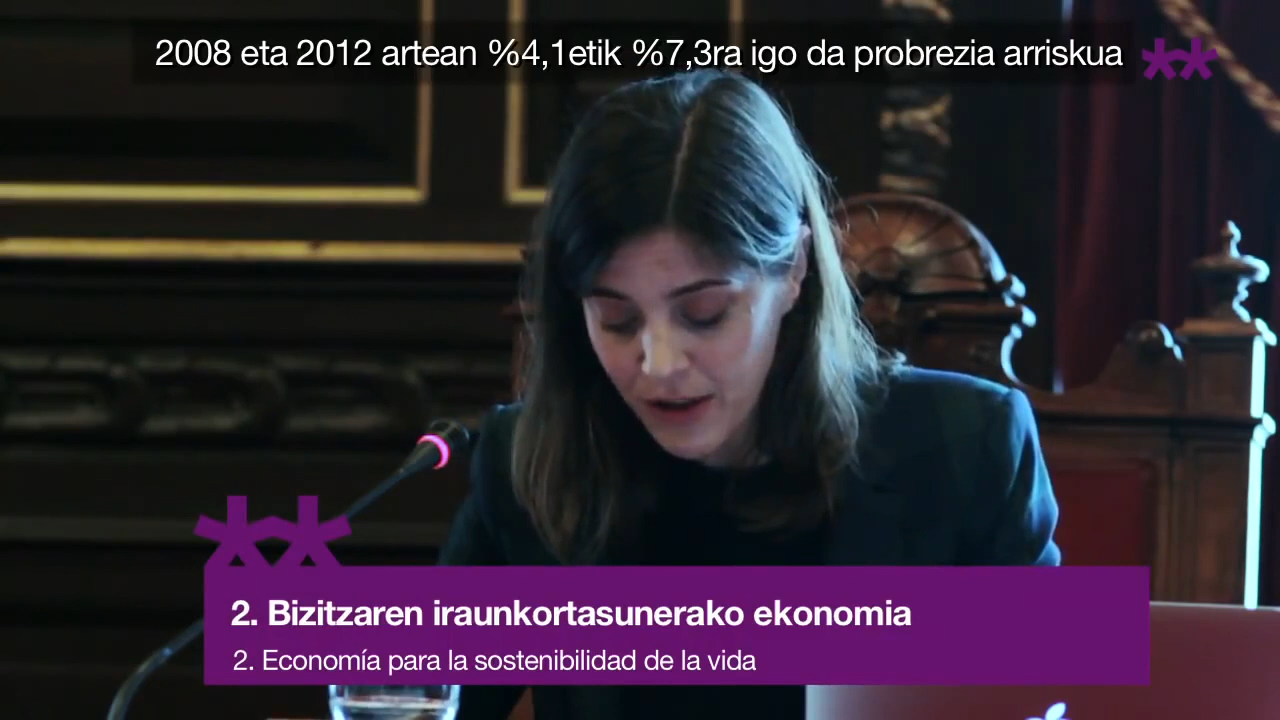 2008 eta 2012 artean %4,1etik %7,3ra igo da probrezia arriskua
2. Bizitzaren iraunkortasunerako ekonomia
2. Economía para la sostenibilidad de la vida